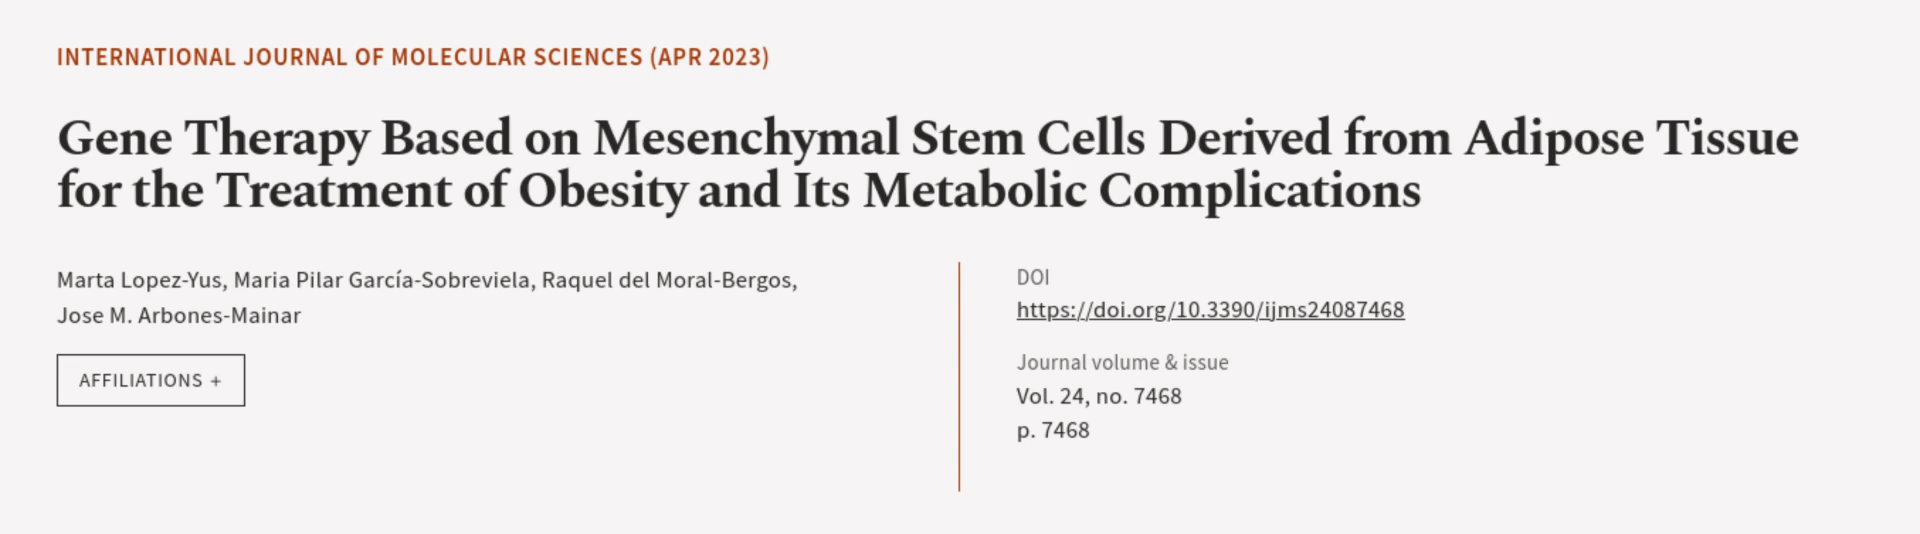 INTERNATIONAL JOURNAL OF MOLECULAR SCIENCES (APR 2023)
Gene Therapy Based on Mesenchymal Stem Cells Derived from Adipose Tissue
for the Treatment of Obesity and Its Metabolic Complications
Marta Lopez-Yus, Maria Pilar García-Sobreviela, Raquel del Moral-Bergos,
Jose M. Arbones-Mainar
AFFILIATIONS +
DOI
https://doi.org/10.3390/ijms24087468
Journal volume & issue
Vol. 24, no. 7468
p. 7468